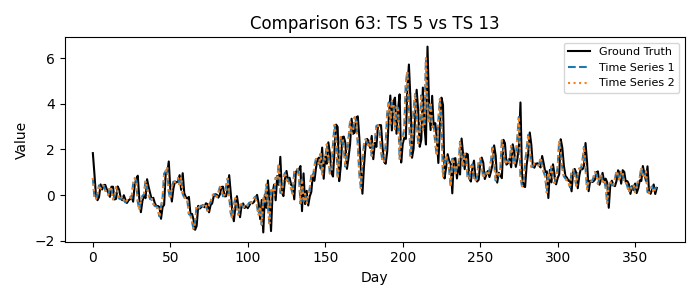 Comparison 63: TS 5 vs TS 13
Ground Truth
Time Series 1
Time Series 2
Value
6
4
2
0
−2
0 50 100 150 200 250 300 350
Day